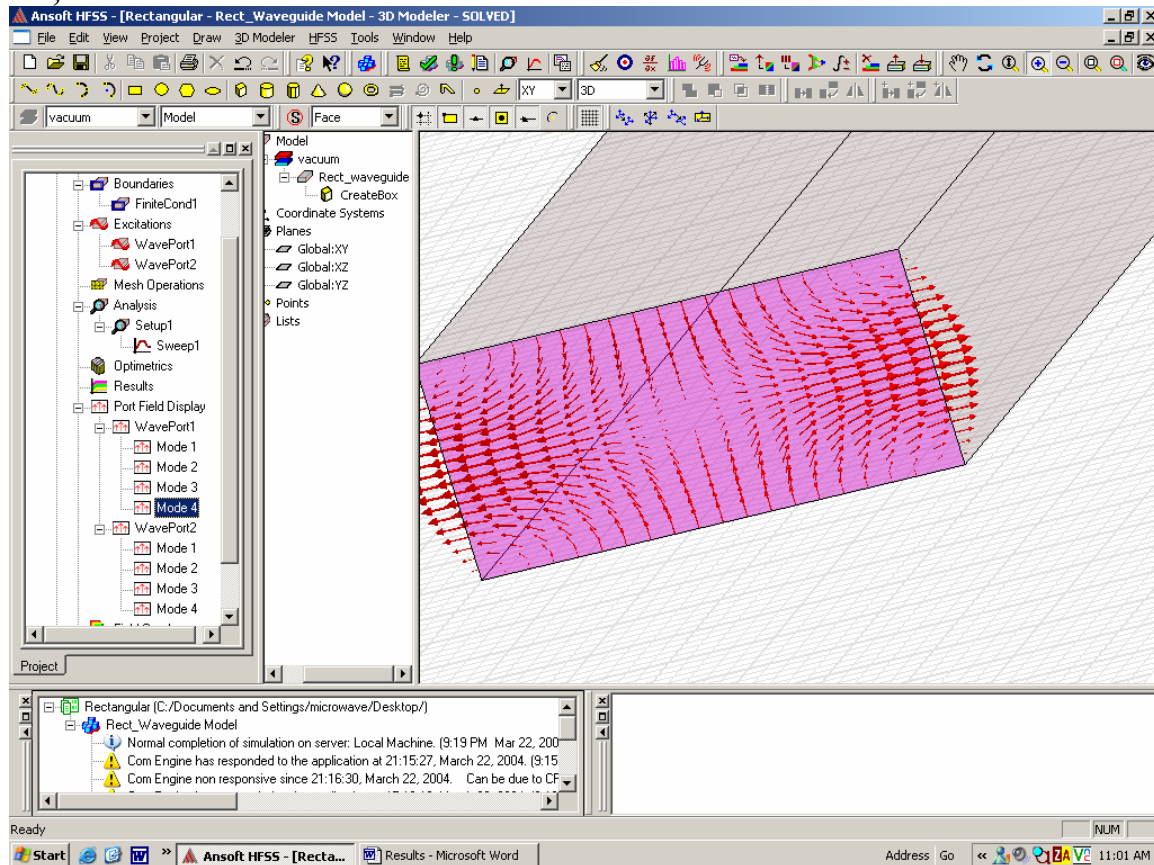 Ansoft HFSS - [Rectangular - Rect_Waveguide Model - 3D Modeler - SOLVED]
File Edit View Project Draw 3D Modeler HFSS Tools Window Help
XY 3D
vacuum Model Face
Boundaries
FiniteCond1
Excitations
WavePort1
WavePort2
Mesh Operations
Analysis
Setup1
Sweep1
Optimetrics
Results
Port Field Display
WavePort1
Mode 1
Mode 2
Mode 3
Mode 4
WavePort2
Mode 1
Mode 2
Mode 3
Mode 4
Project
Model
vacuum
Rect_waveguide
CreateBox
Coordinate Systems
Planes
Global:XY
Global:XZ
Global:YZ
Points
Lists
Rectangular (C:/Documents and Settings/microwave/Desktop/)
Rect_Waveguide Model
Normal completion of simulation on server: Local Machine. (9:19 PM Mar 22, 200
Com Engine has responded to the application at 21:15:27, March 22, 2004. (9:15
Com Engine non responsive since 21:16:30, March 22, 2004. Can be due to CF
Ready NUM
Start Ansoft HFSS - [Recta... Results - Microsoft Word Address Go 11:01 AM